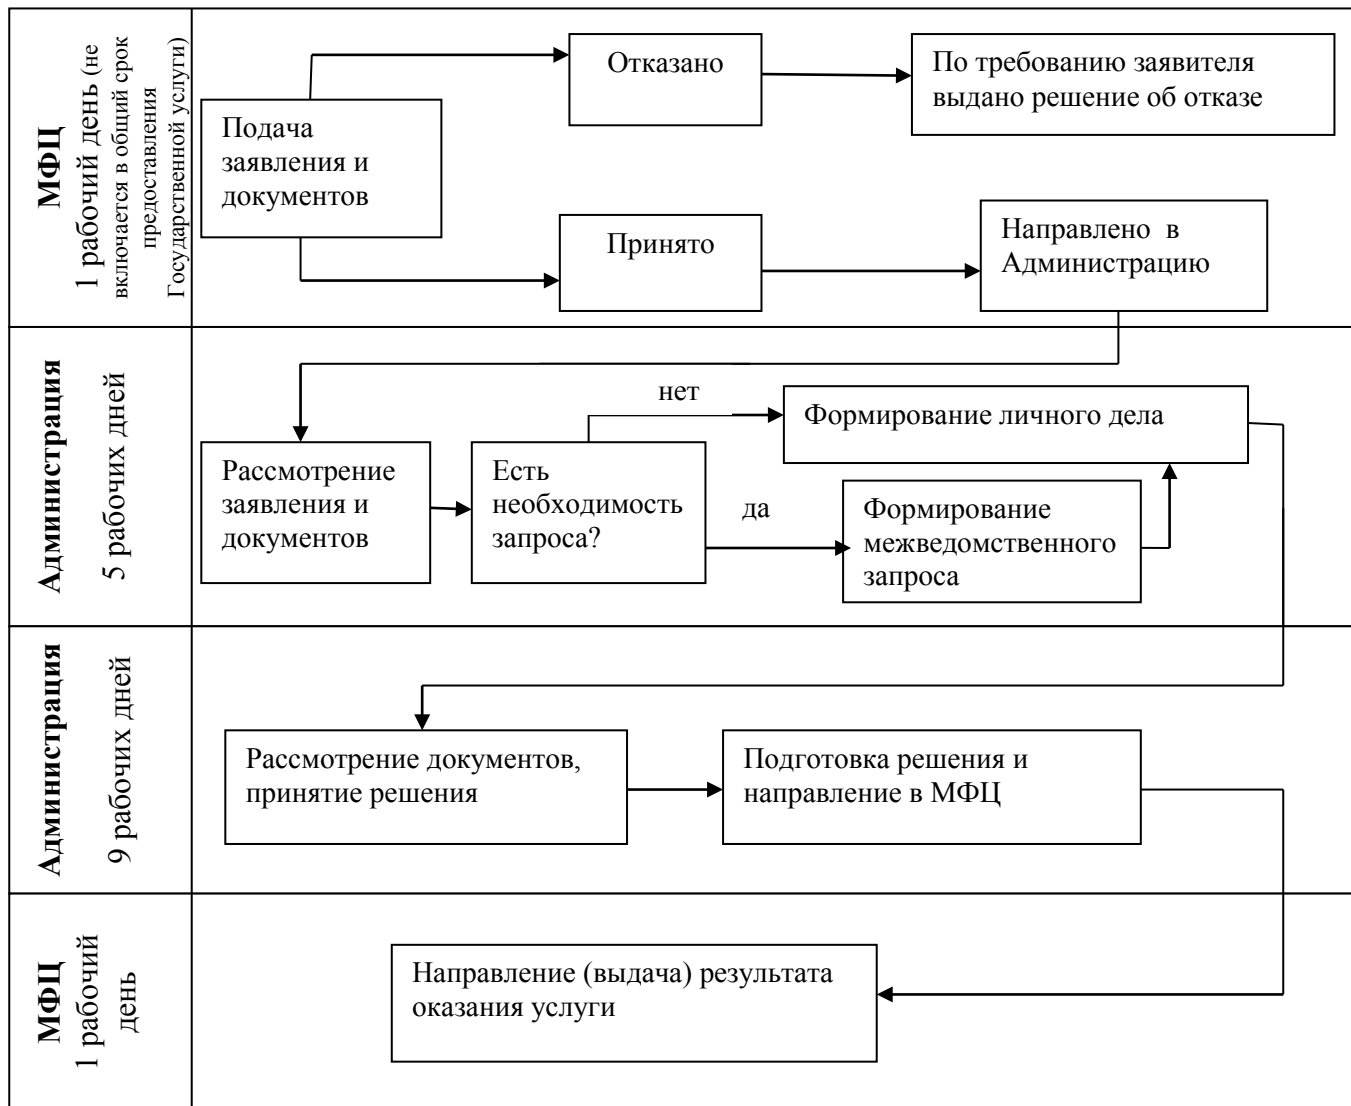 МФЦ
1 рабочий день (не
включается в общий срок
предоставления
Государственной услуги)
Подача
заявления и
документов
Отказано
По требованию заявителя
выдано решение об отказе
Принято
Направлено в
Администрацию
Администрация
5 рабочих дней
Рассмотрение
заявления и
документов
Есть
необходимость
запроса?
нет
Формирование личного дела
да
Формирование
межведомственного
запроса
Администрация
9 рабочих дней
Рассмотрение документов,
принятие решения
Подготовка решения и
направление в МФЦ
МФЦ
1 рабочий
день
Направление (выдача) результата
оказания услуги